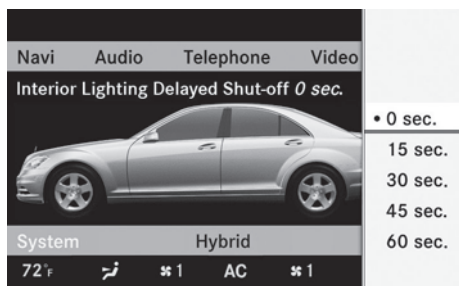 Navi Audio Telephone Video
Interior Lighting Delayed Shut-off 0 sec.
• 0 sec.
15 sec.
30 sec.
45 sec.
60 sec.
System Hybrid
72°F 1 AC 1